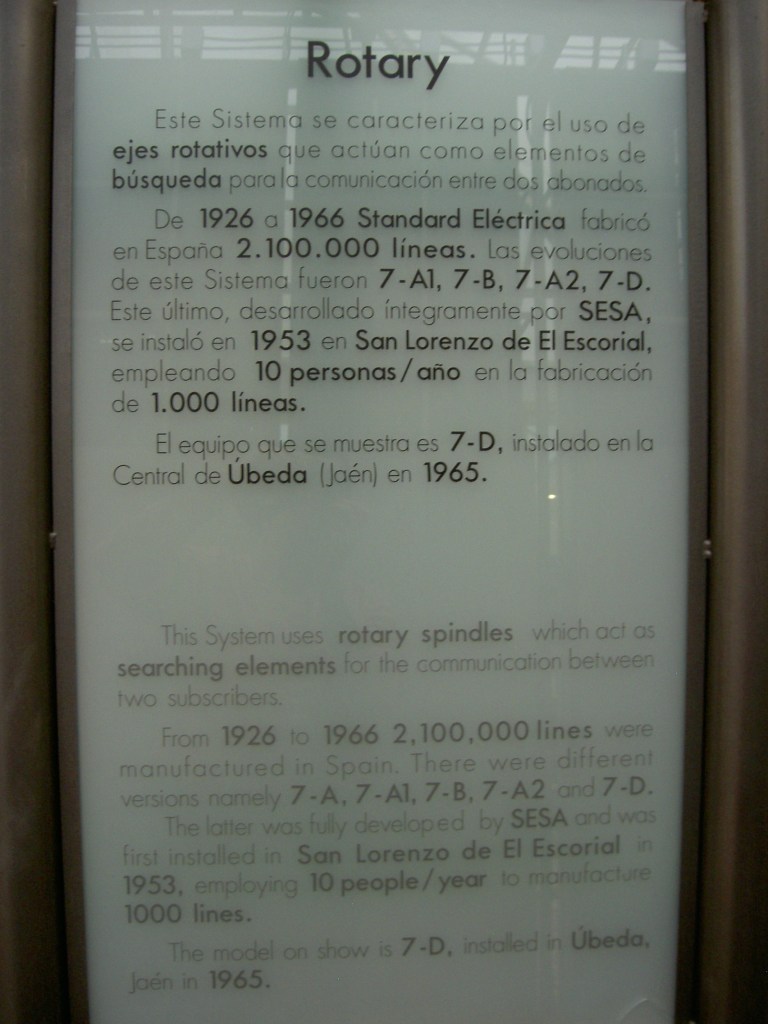 Rotary
Este Sistema se caracteriza por el uso de
ejes rotativos que actúan como elementos de
búsqueda para la comunicación entre dos abonados.
De 1926 a 1966 Standard Eléctrica fabricó
en España 2.100.000 líneas. Las evoluciones
de este Sistema fueron 7-A1, 7-B, 7-A2, 7-D.
Este último, desarrollado íntegramente por SESA,
se instaló en 1953 en San Lorenzo de El Escorial,
empleando 10 personas/año en la fabricación
de 1.000 líneas.
El equipo que se muestra es 7-D, instalado en la
Central de Úbeda (Jaén) en 1965.
This System uses rotary spindles which act as
searching elements for the communication between
two subscribers.
From 1926 to 1966 2,100,000 lines were
manufactured in Spain. There were different
versions namely 7-A, 7-A1, 7-B, 7-A2 and 7-D.
The latter was fully developed by SESA and was
first installed in San Lorenzo de El Escorial in
1953, employing 10 people/year to manufacture
1000 lines.
The model on show is 7-D, installed in Úbeda,
Jaén in 1965.